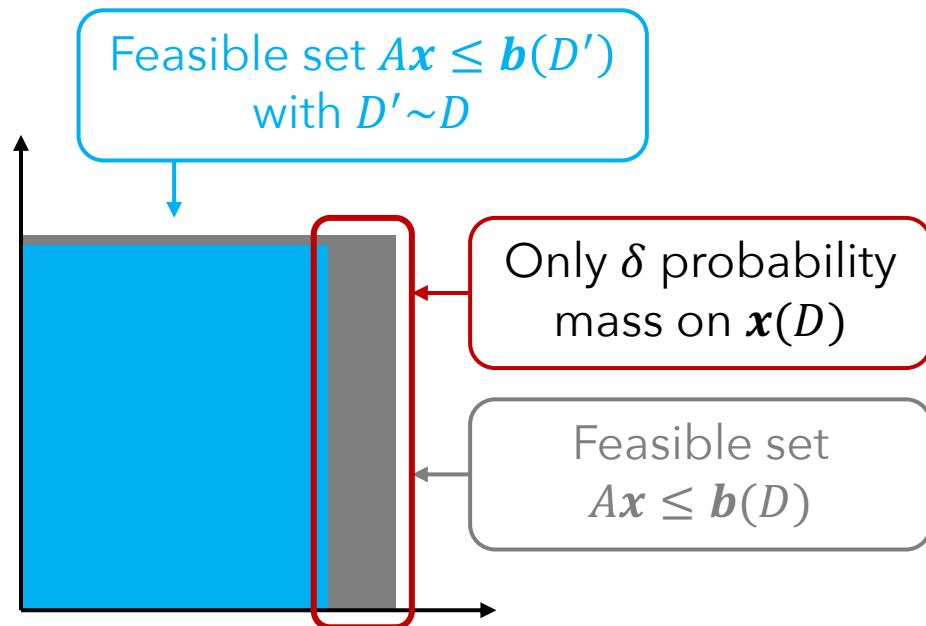 Feasible set 𝐴𝒙 ≤ 𝒃(𝐷′)
with 𝐷′~𝐷
Only 𝛿 probability
mass on 𝒙(𝐷)
Feasible set
𝐴𝒙 ≤ 𝒃(𝐷)